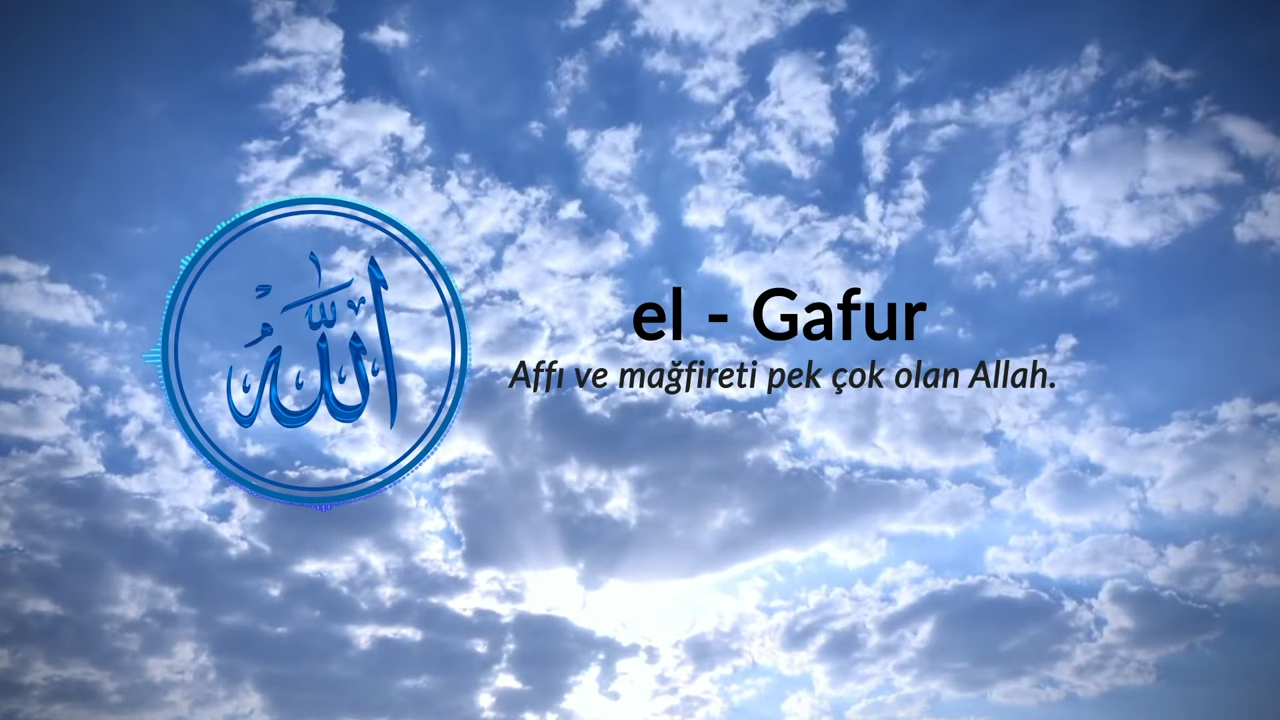 الله
el - Gafur
Affı ve mağfireti pek çok olan Allah.